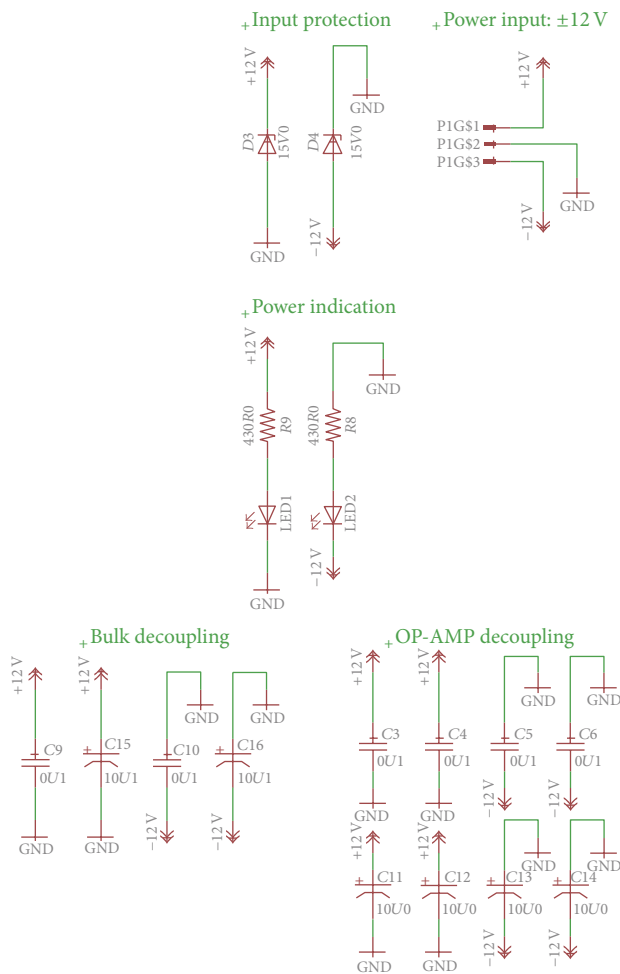 Input protection
Power input: ±12 V
+12 V
+12 V
GND
D3
15V0
D4
15V0
P1G$1
P1G$2
P1G$3
GND
GND
−12 V
−12 V
Power indication
+12 V
GND
430R0
R9
430R0
R8
LED1
LED2
GND
−12 V
Bulk decoupling
OP-AMP decoupling
+12 V
+12 V
GND
GND
C9
0U1
C15
10U1
C10
0U1
C16
10U1
GND
GND
−12 V
−12 V
+12 V
+12 V
GND
GND
C3
0U1
C4
0U1
C5
0U1
C6
0U1
GND
GND
−12 V
−12 V
+12 V
+12 V
GND
GND
C11
10U0
C12
10U0
C13
10U0
C14
10U0
GND
GND
−12 V
−12 V